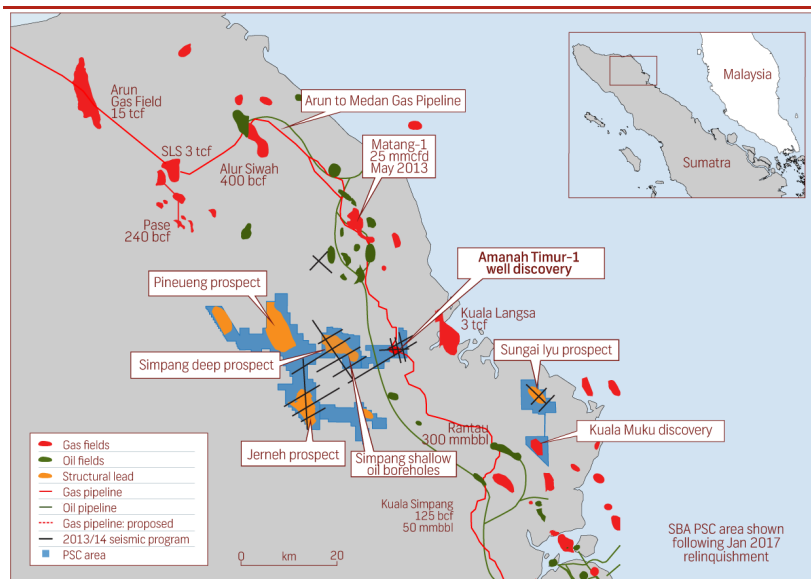 Arun
Gas Field
15 tcf
SLS 3 tcf
Pase
240 bcf
Alur Siwah
400 bcf
Arun to Medan Gas Pipeline
Matang-1
25 mmcfd
May 2013
Malaysia
Sumatra
Amanah Timur-1
well discovery
Pineueng prospect
Kuala Langsa
3 tcf
Simpang deep prospect
Sungai Iyu prospect
Rantau
300 mmbbl
Kuala Muku discovery
Jerneh prospect
Simpang shallow
oil boreholes
Kuala Simpang
125 bcf
50 mmbbl
Gas fields
Oil fields
Structural lead
Gas pipeline
Oil pipeline
Gas pipeline: proposed
2013/14 seismic program
PSC area
0 km 20
SBA PSC area shown
following Jan 2017
relinquishment